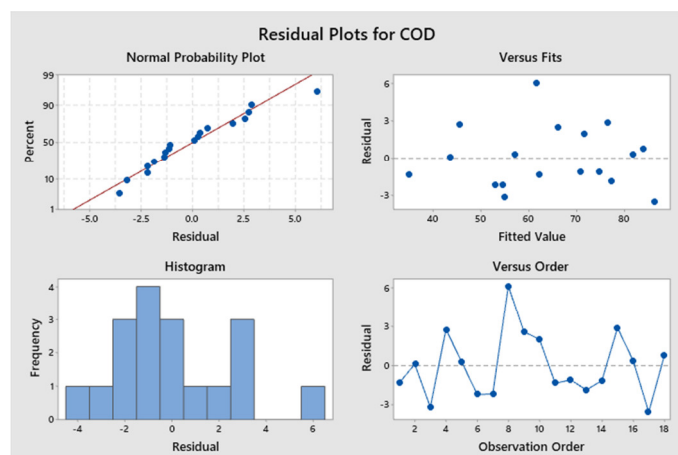 Residual Plots for COD
Normal Probability Plot
99
90
50
10
1
Percent
-5.0 -2.5 0.0 2.5 5.0
Residual
Versus Fits
6
3
0
-3
Residual
40 50 60 70 80
Fitted Value
Histogram
4
3
2
1
0
Frequency
-4 -2 0 2 4 6
Residual
Versus Order
6
3
0
-3
Residual
2 4 6 8 10 12 14 16 18
Observation Order